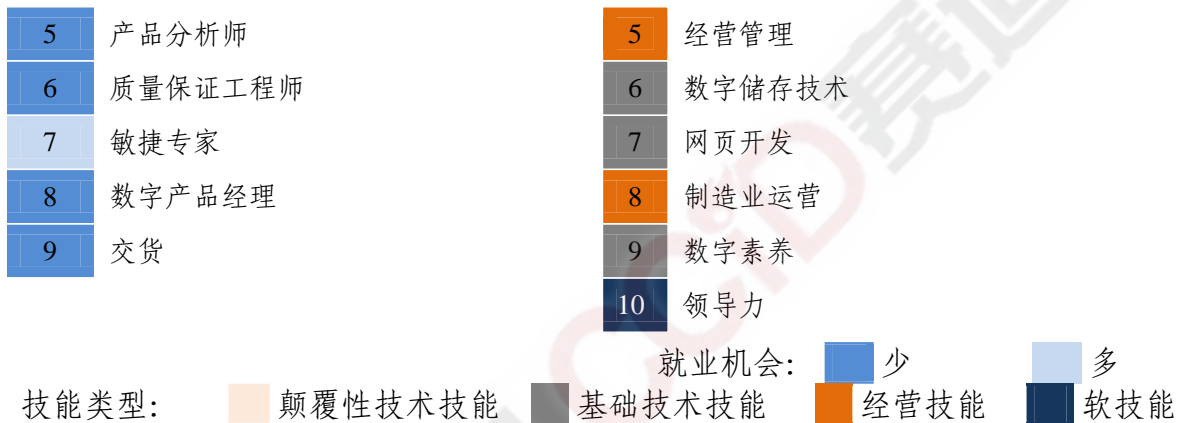 5 产品分析师 5 经营管理
6 质量保证工程师 6 数字储存技术
7 敏捷专家 7 网页开发
8 数字产品经理 8 制造业运营
9 交货 9 数字素养
10 领导力
就业机会: 少 多
技能类型: 颠覆性技术技能 基础技术技能 经营技能 软技能